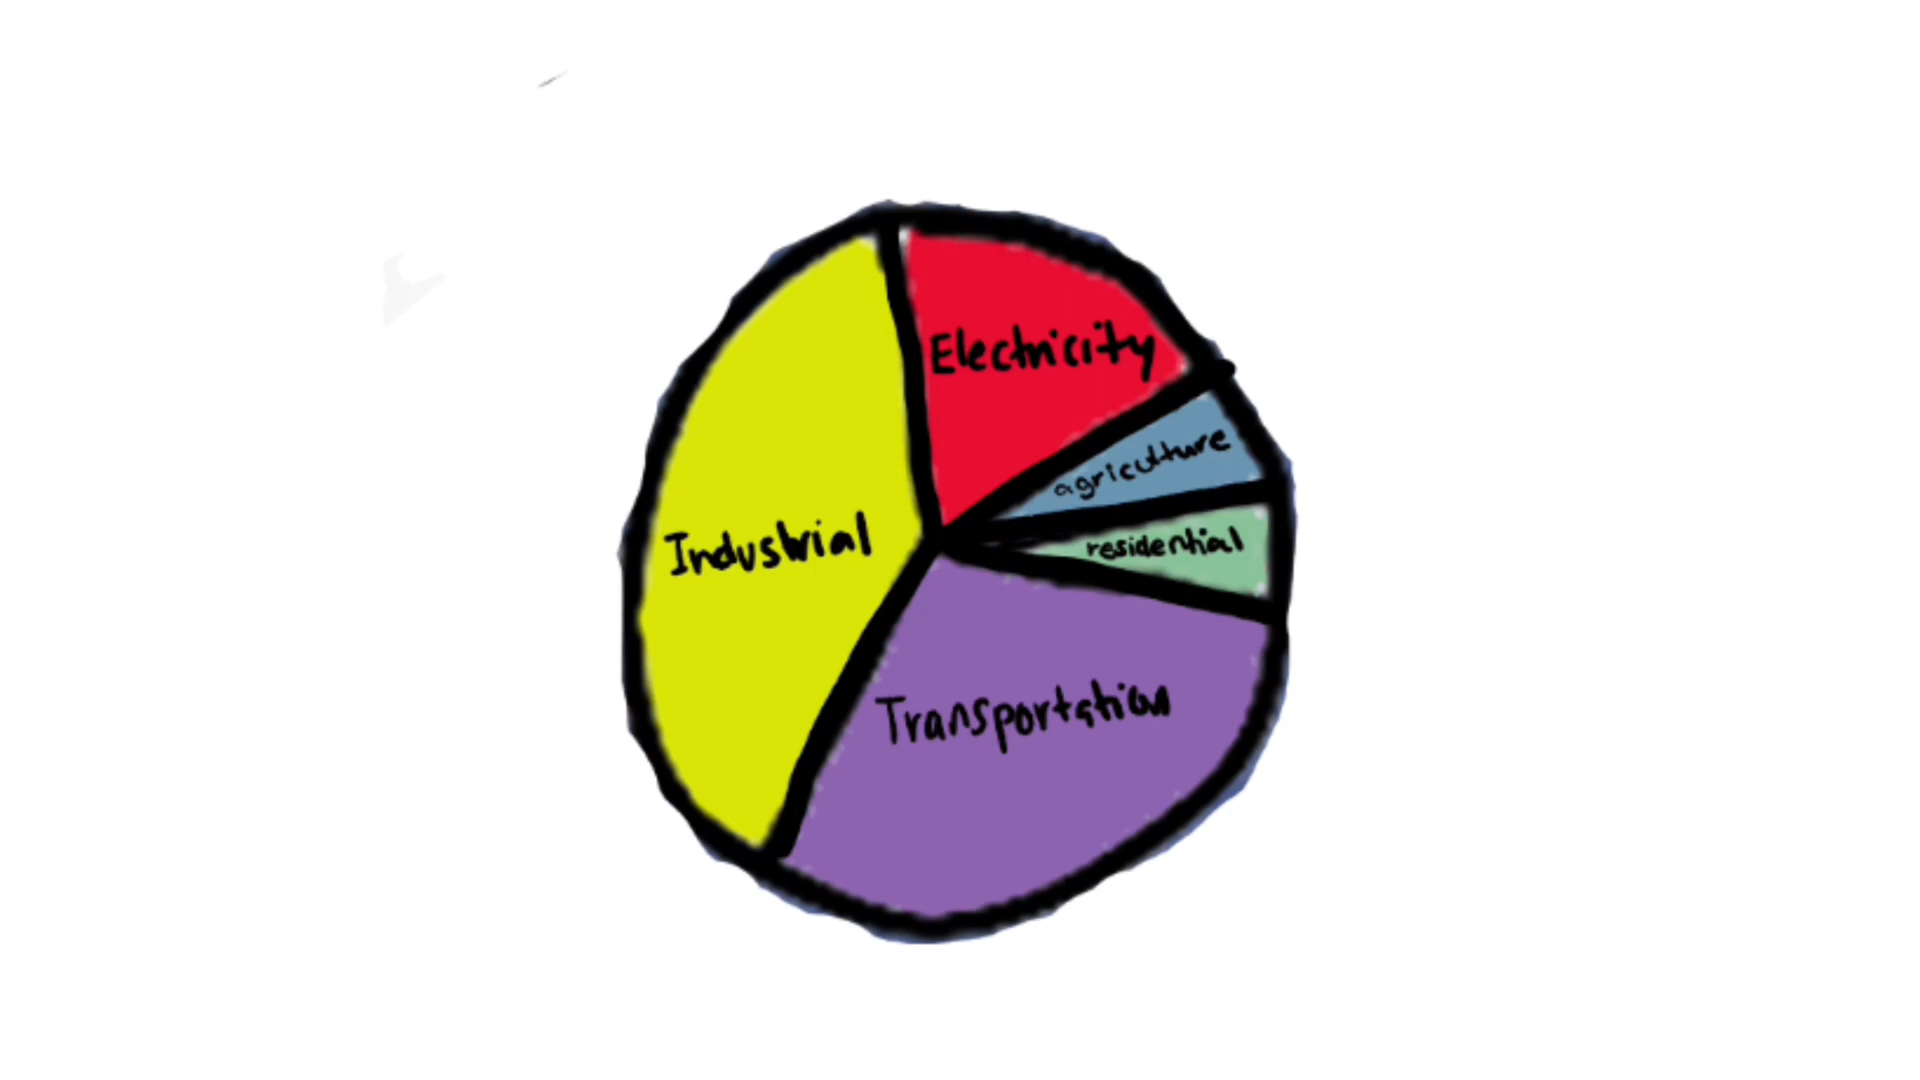 Electricity
agriculture
Industrial
residential
Transportation